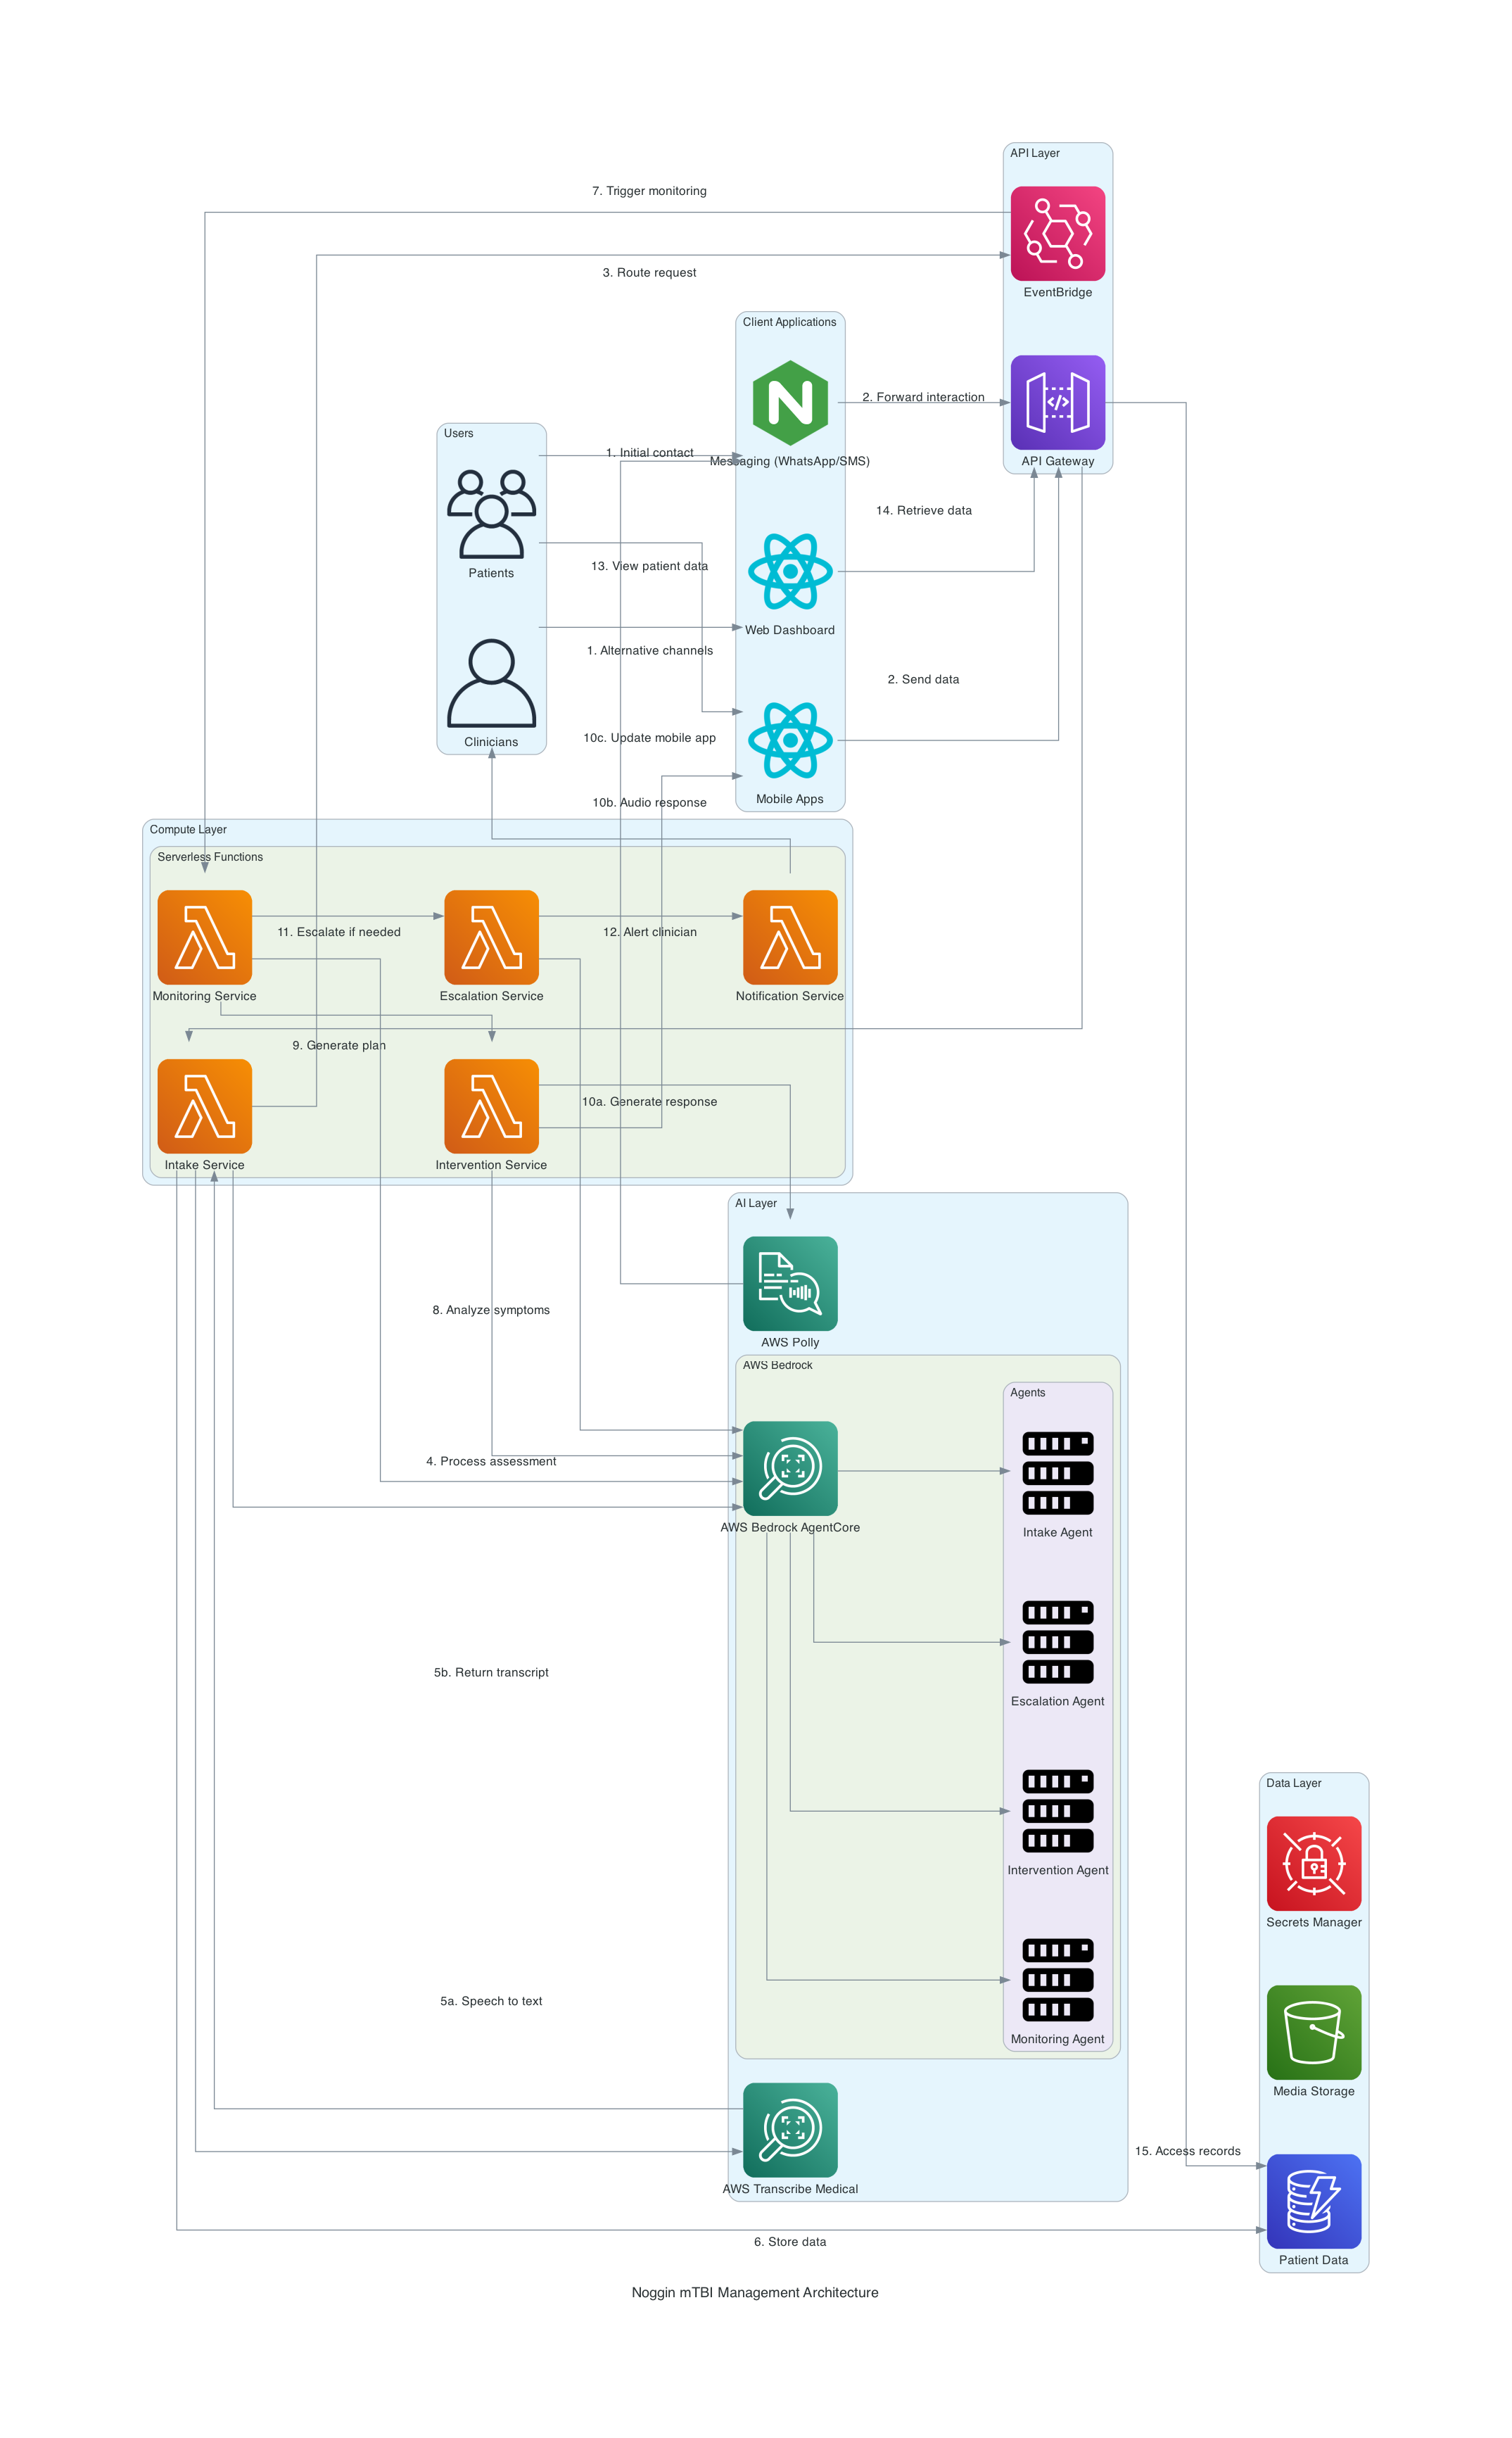 API Layer
7. Trigger monitoring
3. Route request
EventBridge
Client Applications
2. Forward interaction
Users
1. Initial contact
Messaging (WhatsApp/SMS)
API Gateway
14. Retrieve data
13. View patient data
Patients
Web Dashboard
1. Alternative channels
2. Send data
10c. Update mobile app
Clinicians
10b. Audio response
Mobile Apps
Compute Layer
Serverless Functions
11. Escalate if needed
12. Alert clinician
Monitoring Service
Escalation Service
Notification Service
9. Generate plan
10a. Generate response
Intake Service
Intervention Service
AI Layer
8. Analyze symptoms
AWS Polly
AWS Bedrock
Agents
4. Process assessment
AWS Bedrock AgentCore
Intake Agent
5b. Return transcript
Escalation Agent
Data Layer
Intervention Agent
Secrets Manager
5a. Speech to text
Monitoring Agent
Media Storage
15. Access records
AWS Transcribe Medical
6. Store data
Patient Data
Noggin mTBI Management Architecture